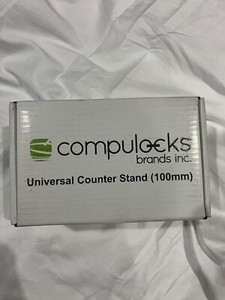 compulocks
brands inc.
Universal Counter Stand (100mm)